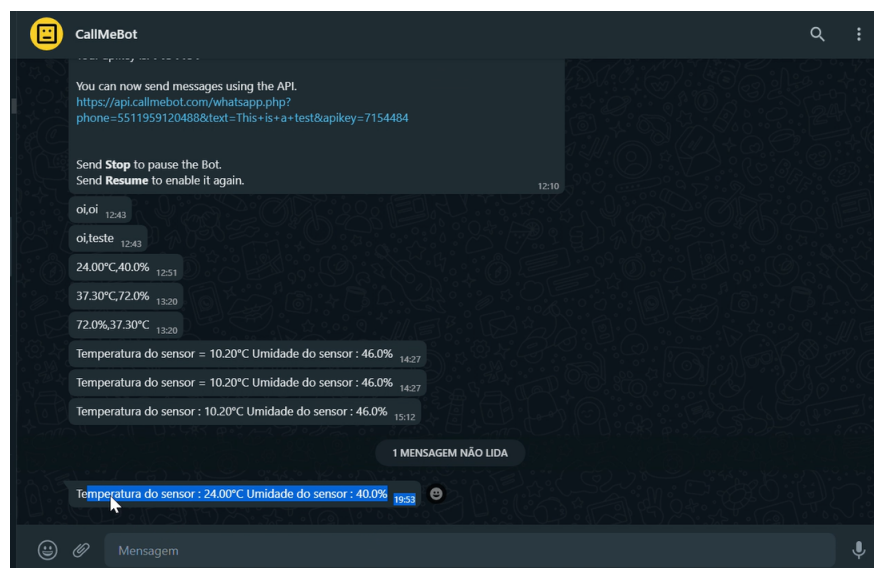 CallMeBot
You can now send messages using the API.
https://api.callmebot.com/whatsapp.php?
phone=5511959120488&text=This+is+a+test&apikey=7154484
Send Stop to pause the Bot.
Send Resume to enable it again.
12:10
oi,oi 12:43
oi,teste 12:43
24.00°C,40.0% 12:51
37.30°C,72.0% 13:20
72.0%,37.30°C 13:20
Temperatura do sensor = 10.20°C Umidade do sensor : 46.0% 14:27
Temperatura do sensor = 10.20°C Umidade do sensor : 46.0% 14:27
Temperatura do sensor : 10.20°C Umidade do sensor : 46.0% 15:12
1 MENSAGEM NÃO LIDA
Temperatura do sensor : 24.00°C Umidade do sensor : 40.0% 19:53
Mensagem